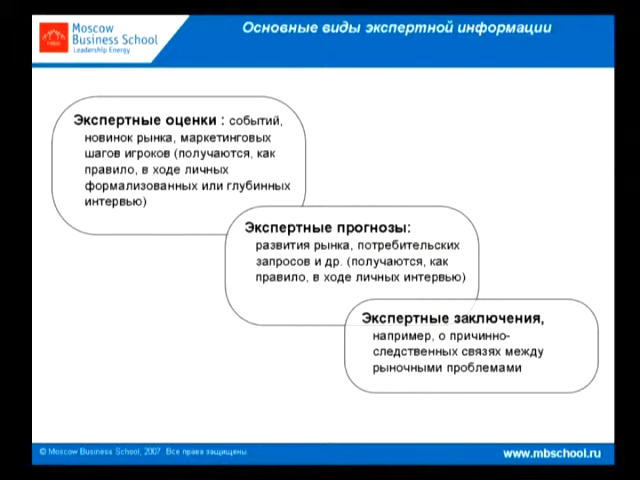 Moscow
Business School
Leadership Energy
Основные виды экспертной информации
Экспертные оценки : событий,
новинок рынка, маркетинговых
шагов игроков (получаются, как
правило, в ходе личных
формализованных или глубинных
интервью)
Экспертные прогнозы:
развития рынка, потребительских
запросов и др. (получаются, как
правило, в ходе личных интервью)
Экспертные заключения,
например, о причинно-
следственных связях между
рыночными проблемами
© Moscow Business School, 2007 Все права защищены
www.mbschool.ru